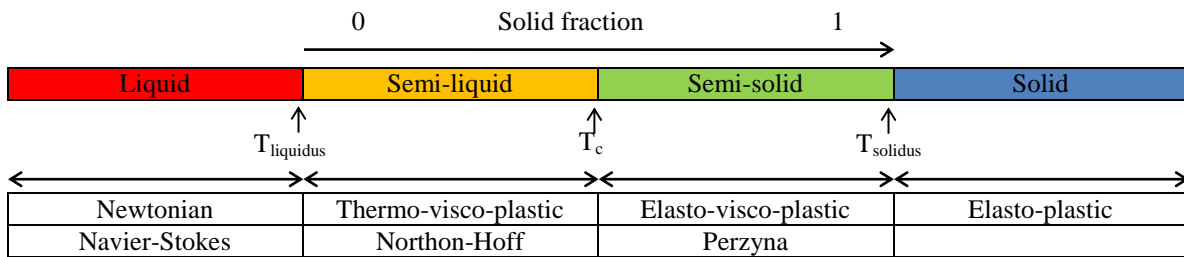 0 Solid fraction 1
Liquid Semi-liquid Semi-solid Solid
T_liquidus T_c T_solidus
Newtonian Thermo-visco-plastic Elasto-visco-plastic Elasto-plastic
Navier-Stokes Northon-Hoff Perzyna